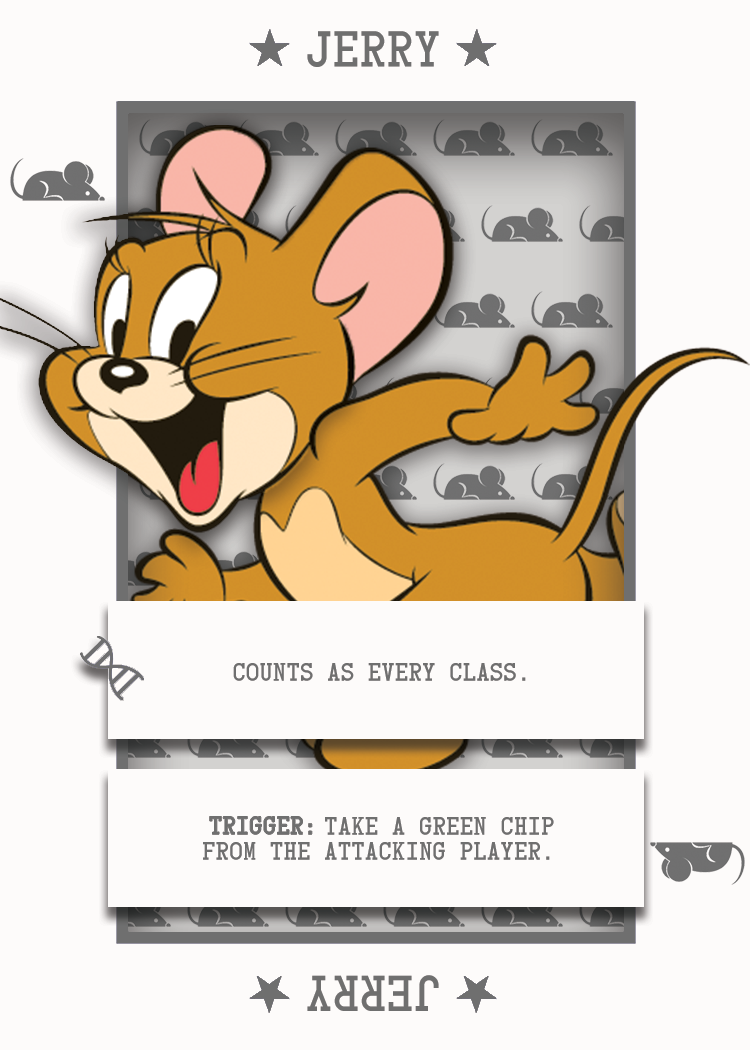 ★ JERRY ★
COUNTS AS EVERY CLASS.
TRIGGER: TAKE A GREEN CHIP
FROM THE ATTACKING PLAYER.
★ JERRY ★